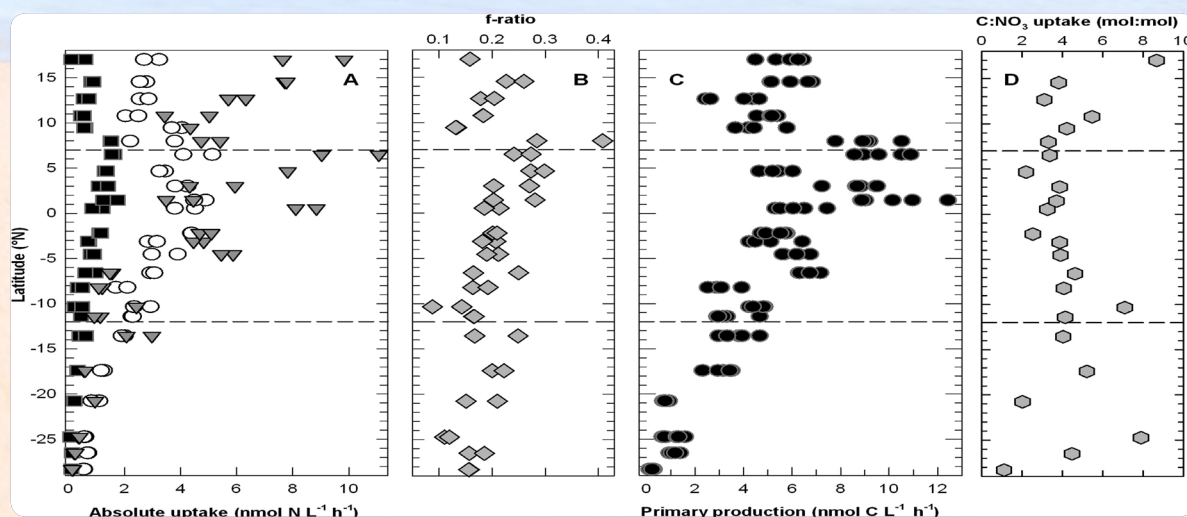 f-ratio
C:NO3 uptake (mol:mol)
0.1 0.2 0.3 0.4
0 2 4 6 8 10
A
B
C
D
15
10
5
0
-5
-10
-15
-20
-25
Latitude (°N)
0 2 4 6 8 10
0 2 4 6 8 10 12
Absolute uptake (nmol N L-1 h-1)
Primary production (nmol C L-1 h-1)